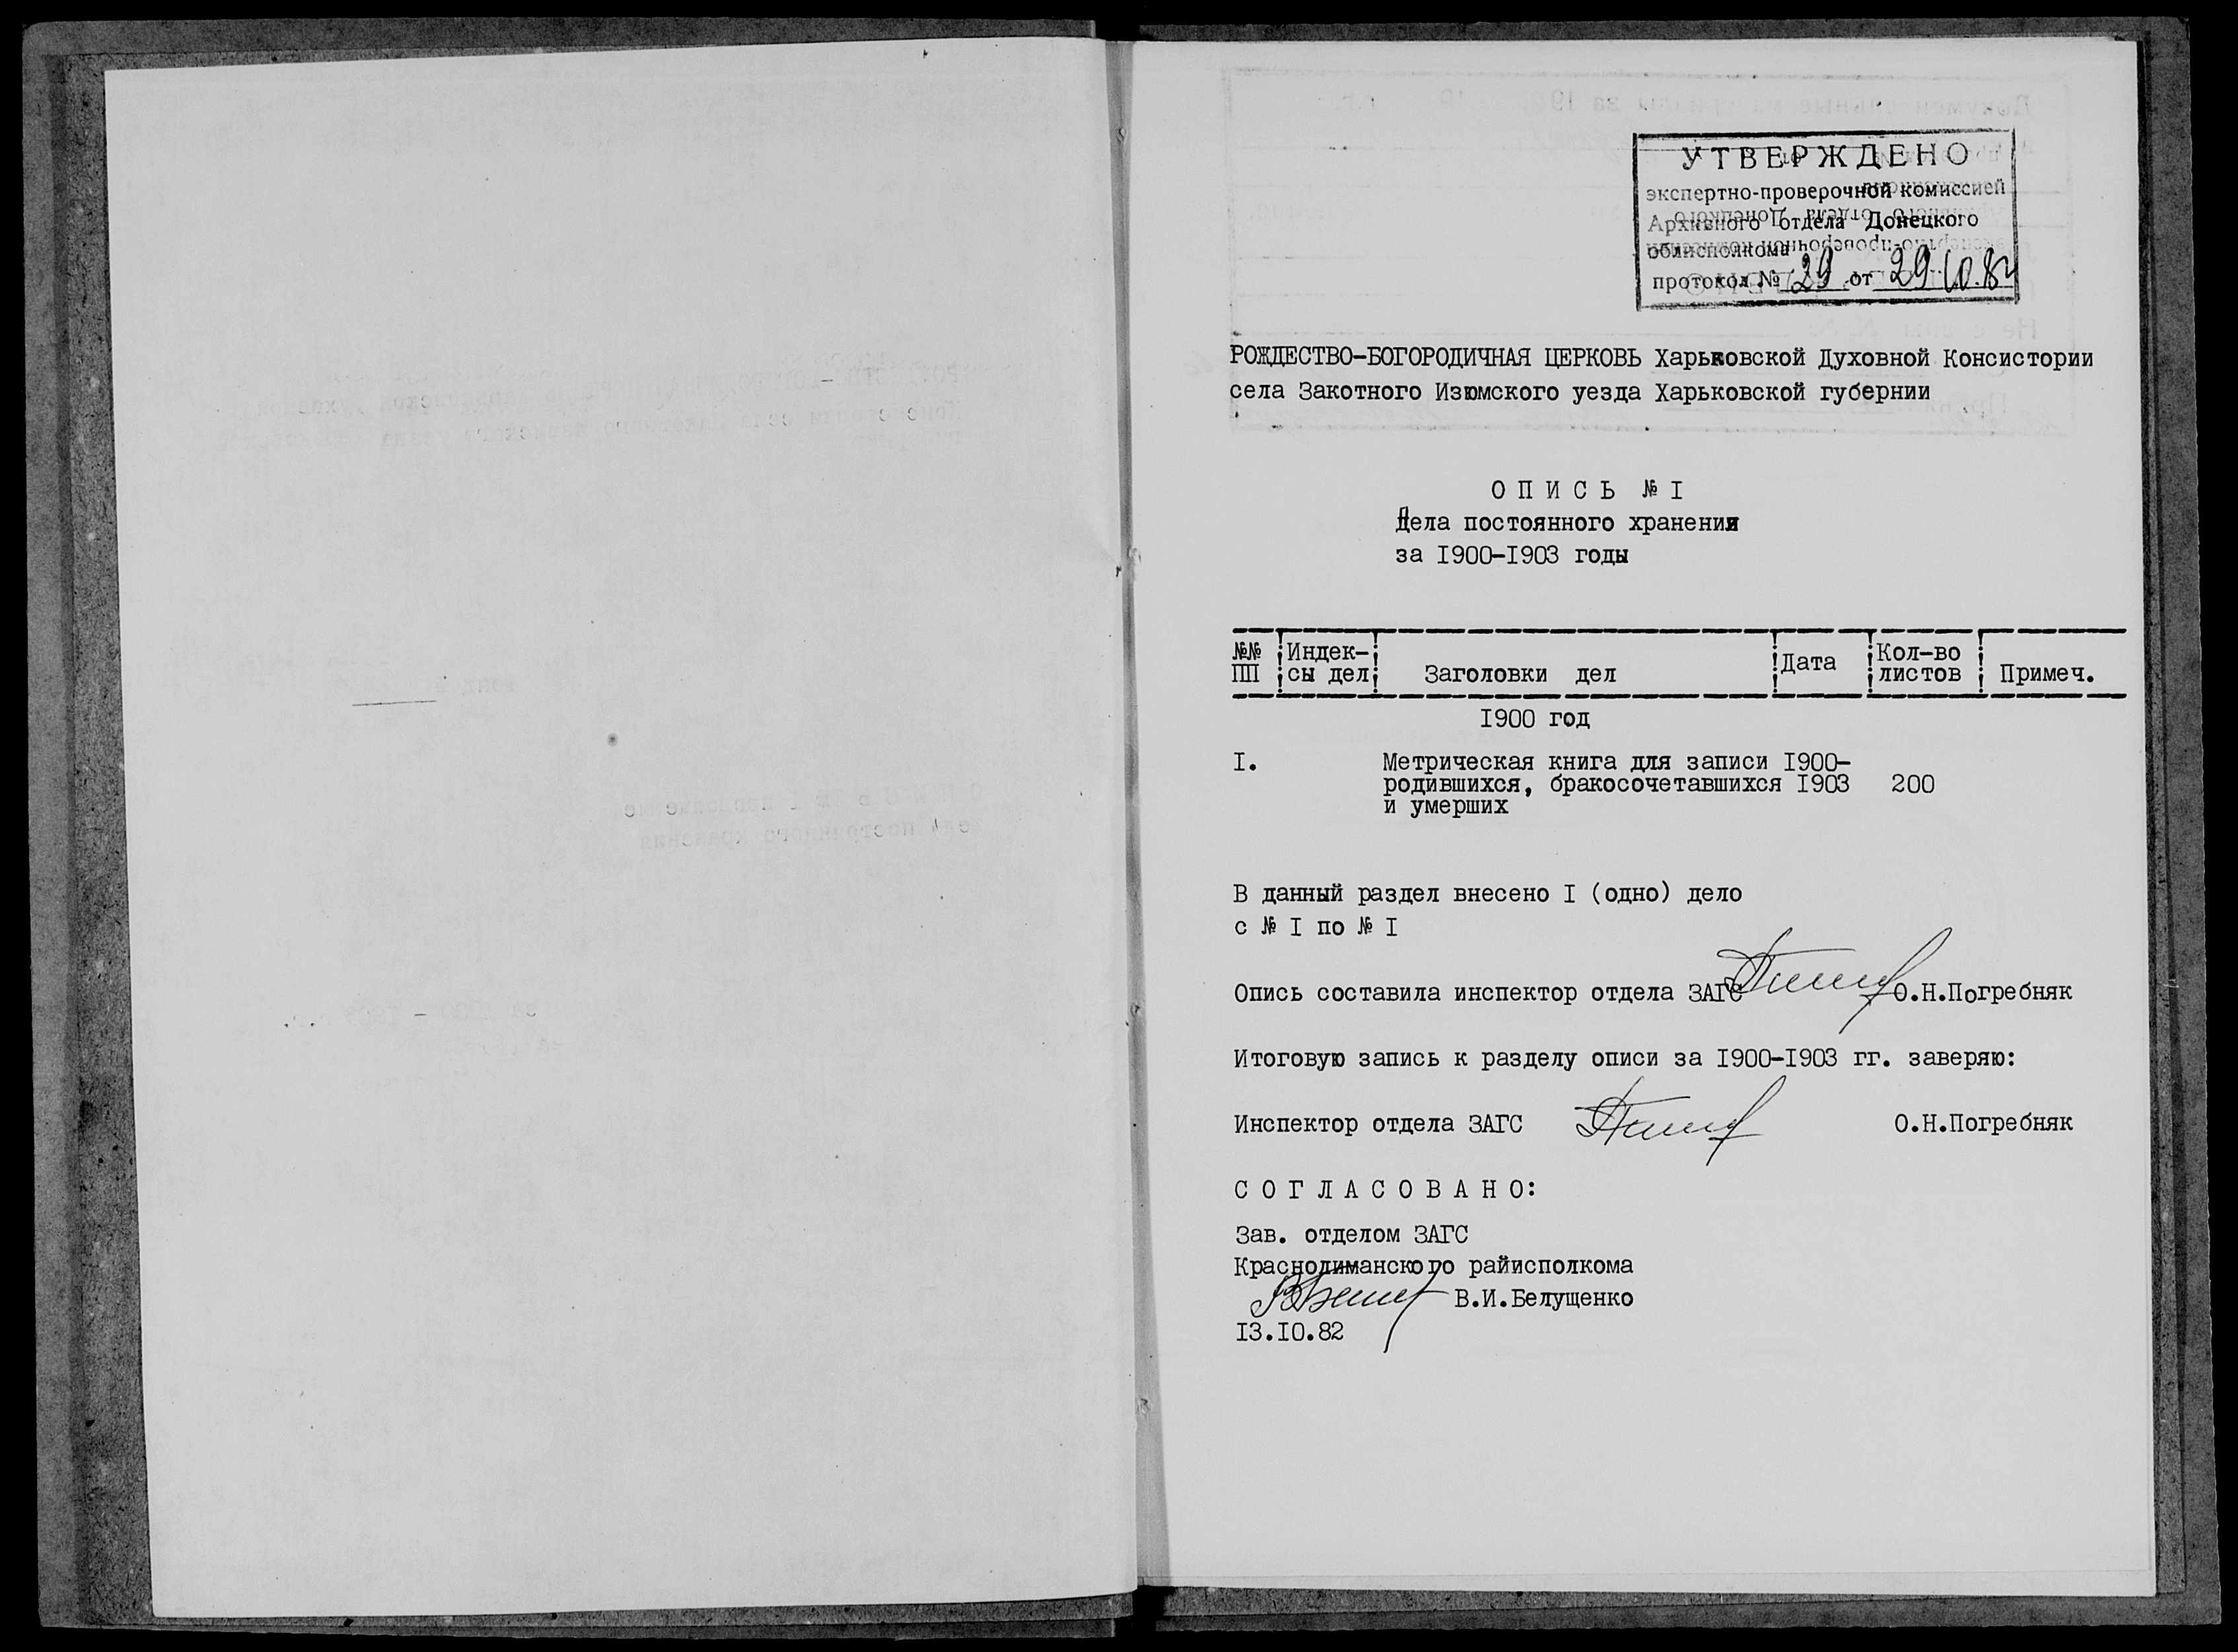 УТВЕРЖДЕНО
экспертно-проверочной комиссией
Архивного отдела Донецкого
облисполкома
протокол № 29 от 29.10.82
РОЖДЕСТВО-БОГОРОДИЧНАЯ ЦЕРКОВЬ Харьковской Духовной Консистории
села Закотного Изюмского уезда Харьковской губернии
ОПИСЬ № I
Дела постоянного хранения
за I900-I903 годы
№№ Индек- Кол-во
ПП сы дел Заголовки дел Дата листов Примеч.
I900 год
I. Метрическая книга для записи I900-
родившихся, бракосочетавшихся I903 200
и умерших
В данный раздел внесено I (одно) дело
с № I по № I
Опись составила инспектор отдела ЗАГС О.Н.Погребняк
Итоговую запись к разделу описи за I900-I903 гг. заверяю:
Инспектор отдела ЗАГС О.Н.Погребняк
СОГЛАСОВАНО:
Зав. отделом ЗАГС
Краснолиманского райисполкома
В.И.Белущенко
I3.I0.82